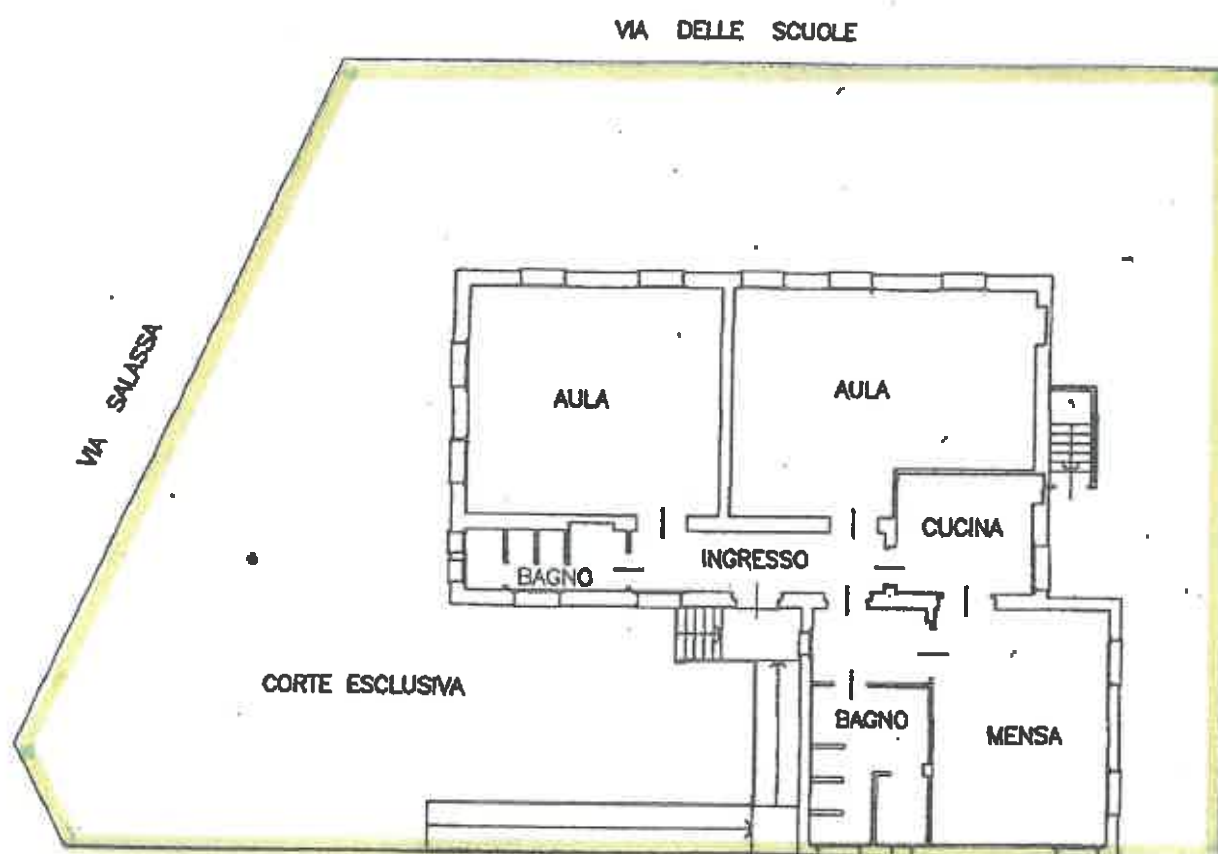 VIA DELLE SCUOLE
VIA SALASSA
AULA
AULA
CUCINA
INGRESSO
BAGNO
CORTE ESCLUSIVA
BAGNO
MENSA